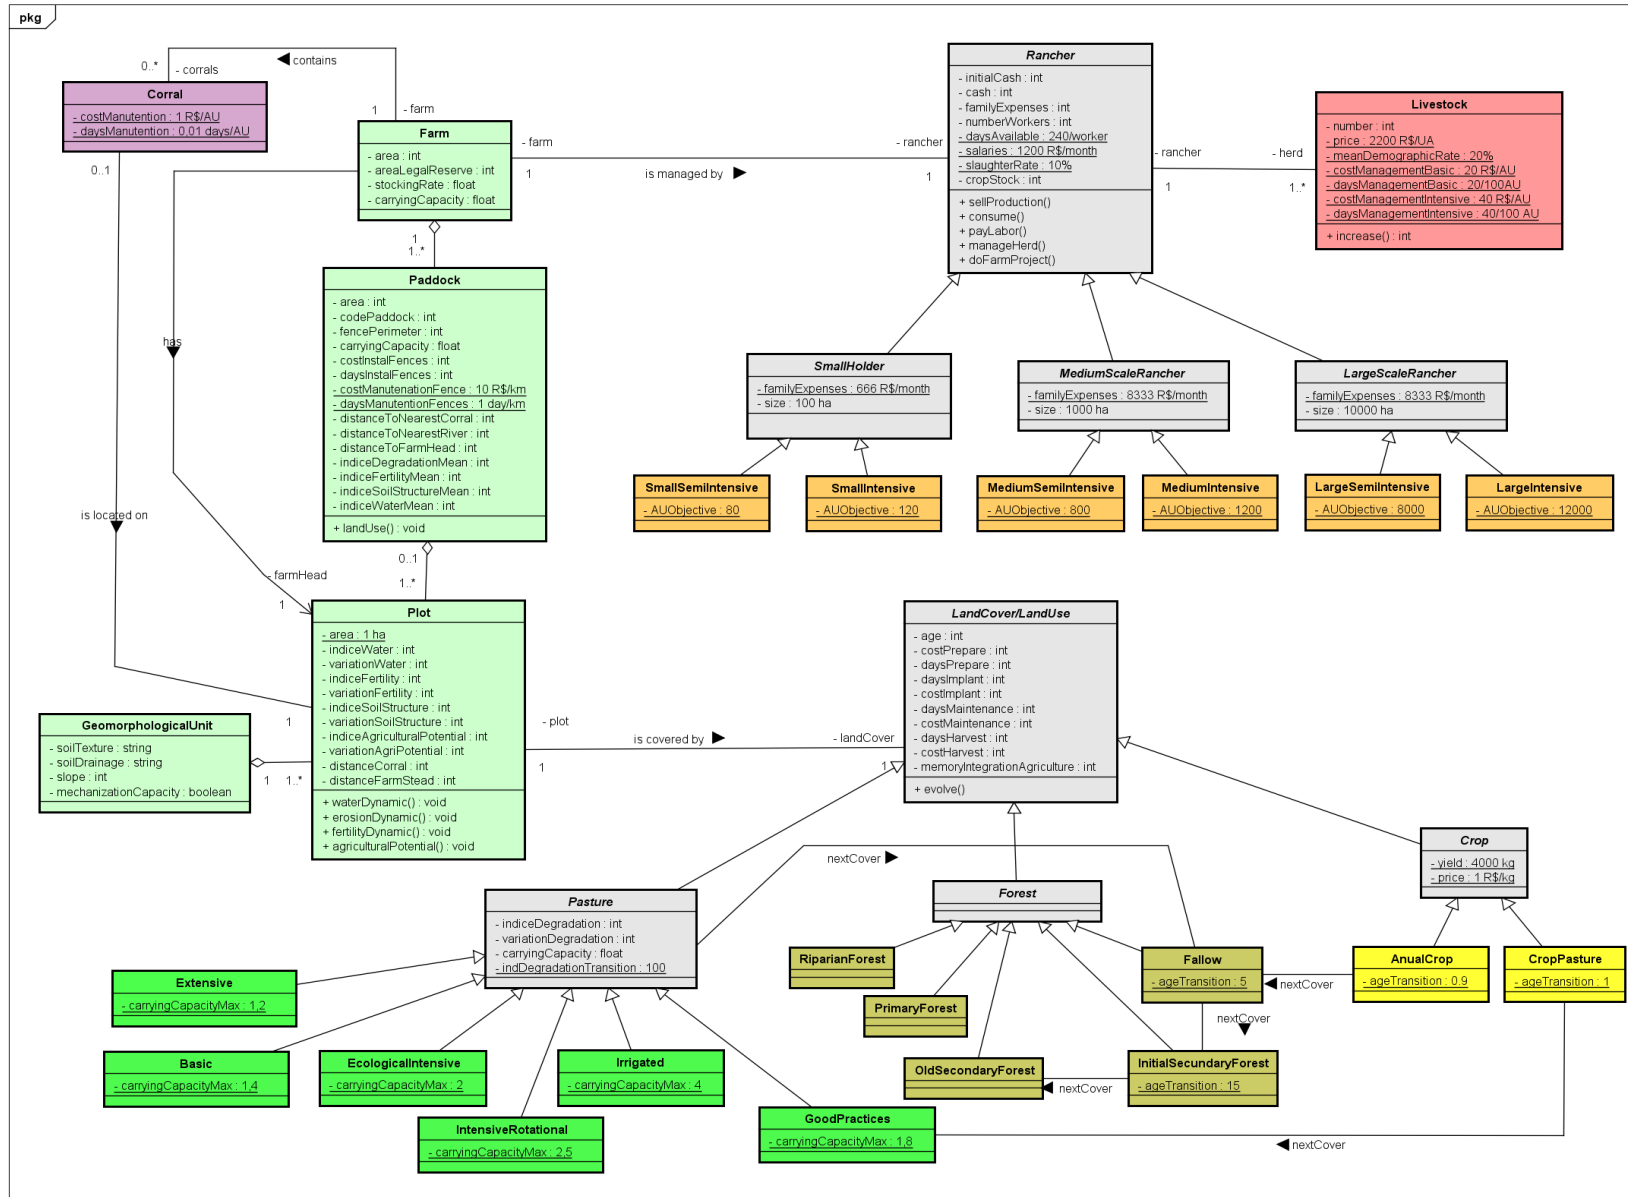 pkg
0..*
- corrals
contains
Corral
- costManutention : 1 R$/AU
- daysManutention : 0,01 days/AU
0..1
1
- farm
Farm
- area : int
- areaLegalReserve : int
- stockingRate : float
- carryingCapacity : float
- farm
1
is managed by
- rancher
1
Rancher
- initialCash : int
- cash : int
- familyExpenses : int
- numberWorkers : int
- daysAvailable : 240/worker
- salaries : 1200 R$/month
- slaughterRate : 10%
- cropStock : int
+ sellProduction()
+ consume()
+ payLabor()
+ manageHerd()
+ doFarmProject()
- rancher
1
- herd
1..*
Livestock
- number : int
- price : 2200 R$/UA
- meanDemographicRate : 20%
- costManagementBasic : 20 R$/AU
- daysManagementBasic : 20/100AU
- costManagementIntensive : 40 R$/AU
- daysManagementIntensive : 40/100 AU
+ increase() : int
1
1..*
Paddock
- area : int
- codePaddock : int
- fencePerimeter : int
- carryingCapacity : float
- costInstalFences : int
- daysInstalFences : int
- costManutenationFence : 10 R$/km
- daysManutentionFences : 1 day/km
- distanceToNearestCorral : int
- distanceToNearestRiver : int
- distanceToFarmHead : int
- indiceDegradationMean : int
- indiceFertilityMean : int
- indiceSoilStructureMean : int
- indiceWaterMean : int
+ landUse() : void
has
is located on
SmallHolder
- familyExpenses : 666 R$/month
- size : 100 ha
MediumScaleRancher
- familyExpenses : 8333 R$/month
- size : 1000 ha
LargeScaleRancher
- familyExpenses : 8333 R$/month
- size : 10000 ha
SmallSemiIntensive
- AUObjective : 80
SmallIntensive
- AUObjective : 120
MediumSemiIntensive
- AUObjective : 800
MediumIntensive
- AUObjective : 1200
LargeSemiIntensive
- AUObjective : 8000
LargeIntensive
- AUObjective : 12000
0..1
1..*
- farmHead
1
Plot
- area : 1 ha
- indiceWater : int
- variationWater : int
- indiceFertility : int
- variationFertility : int
- indiceSoilStructure : int
- variationSoilStructure : int
- indiceAgriculturalPotential : int
- variationAgriPotential : int
- distanceCorral : int
- distanceFarmStead : int
+ waterDynamic() : void
+ erosionDynamic() : void
+ fertilityDynamic() : void
+ agriculturalPotential() : void
1
GeomorphologicalUnit
- soilTexture : string
- soilDrainage : string
- slope : int
- mechanizationCapacity : boolean
1
1..*
- plot
1
is covered by
- landCover
1
LandCover/LandUse
- age : int
- costPrepare : int
- daysPrepare : int
- daysImplant : int
- costImplant : int
- daysMaintenance : int
- costMaintenance : int
- daysHarvest : int
- costHarvest : int
- memoryIntegrationAgriculture : int
+ evolve()
Crop
- yield : 4000 kg
- price : 1 R$/kg
nextCover
Pasture
- indiceDegradation : int
- variationDegradation : int
- carryingCapacity : float
- indDegradationTransition : 100
Forest
RiparianForest
PrimaryForest
Fallow
- ageTransition : 5
nextCover
AnualCrop
- ageTransition : 0.9
CropPasture
- ageTransition : 1
nextCover
Extensive
- carryingCapacityMax : 1,2
Basic
- carryingCapacityMax : 1,4
EcologicalIntensive
- carryingCapacityMax : 2
Irrigated
- carryingCapacityMax : 4
OldSecondaryForest
nextCover
InitialSecundaryForest
- ageTransition : 15
IntensiveRotational
- carryingCapacityMax : 2,5
GoodPractices
- carryingCapacityMax : 1,8
nextCover